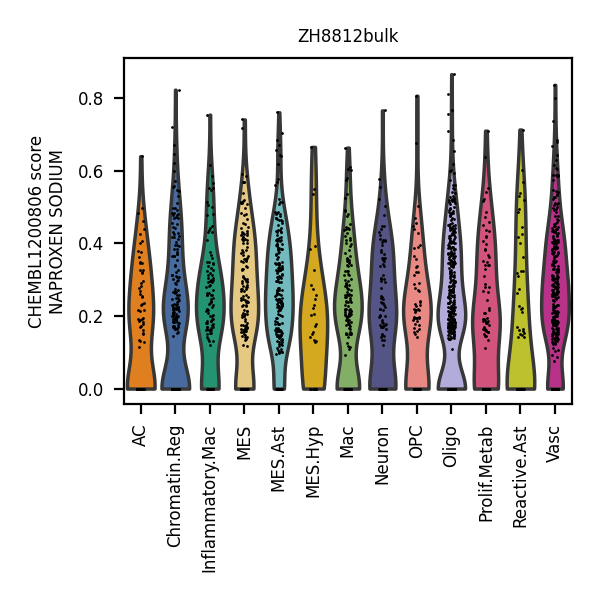 ZH8812bulk
CHEMBL1200806 score
NAPROXEN SODIUM
0.8
0.6
0.4
0.2
0.0
AC
Chromatin.Reg
Inflammatory.Mac
MES
MES.Ast
MES.Hyp
Mac
Neuron
OPC
Oligo
Prolif.Metab
Reactive.Ast
Vasc